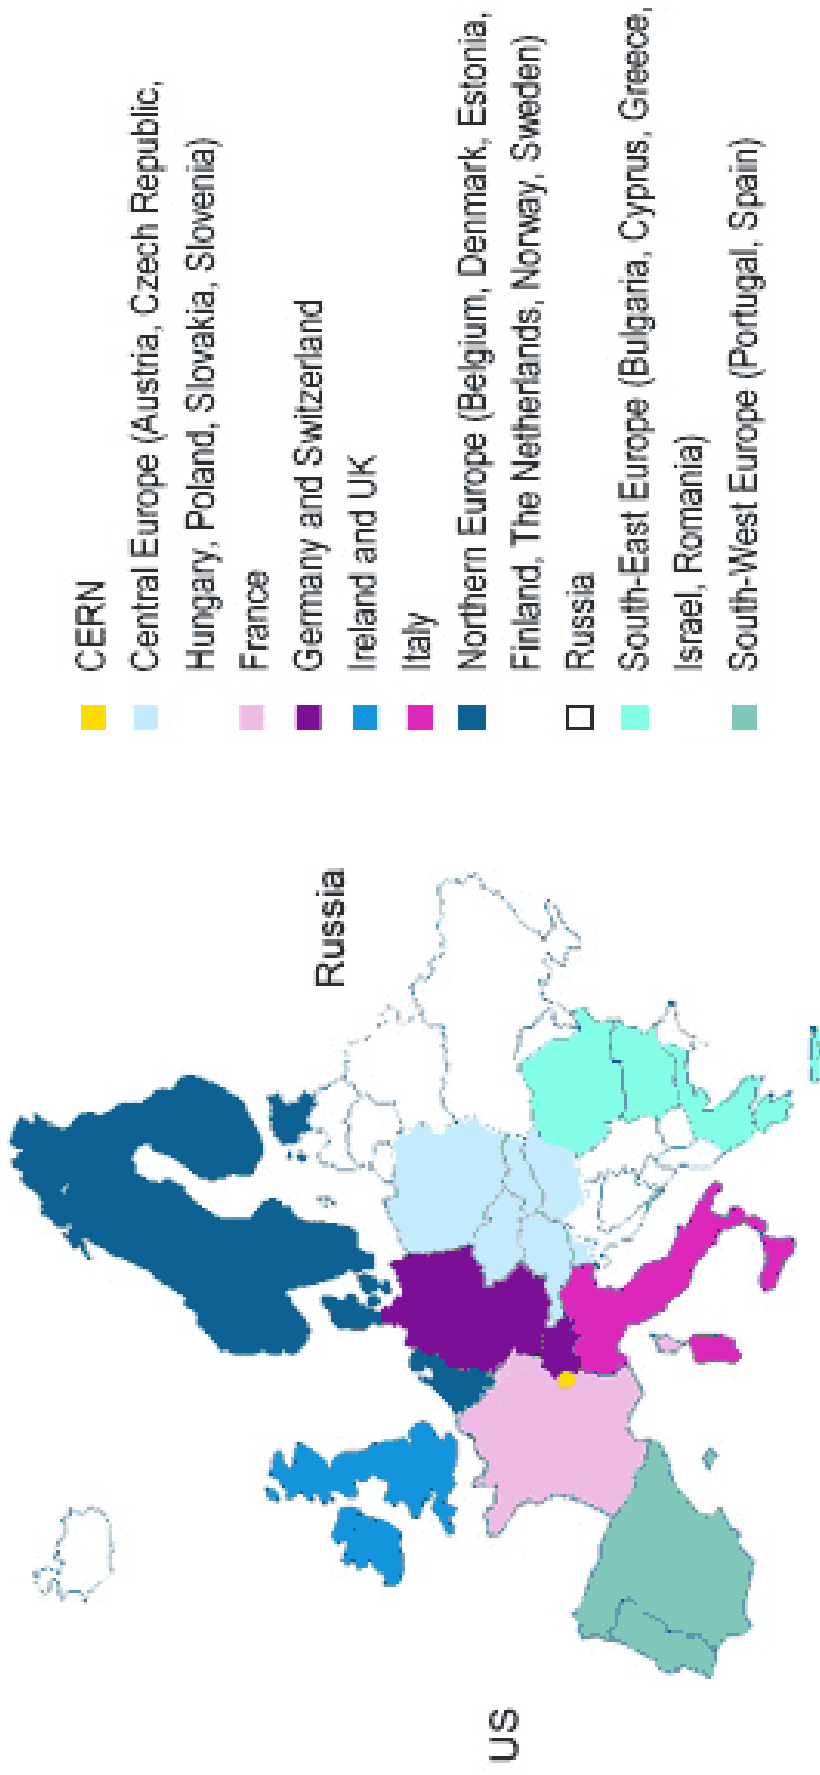 US
Russia
CERN
Central Europe (Austria, Czech Republic,
Hungary, Poland, Slovakia, Slovenia)
France
Germany and Switzerland
Ireland and UK
Italy
Northern Europe (Belgium, Denmark, Estonia,
Finland, The Netherlands, Norway, Sweden)
Russia
South-East Europe (Bulgaria, Cyprus, Greece,
Israel, Romania)
South-West Europe (Portugal, Spain)